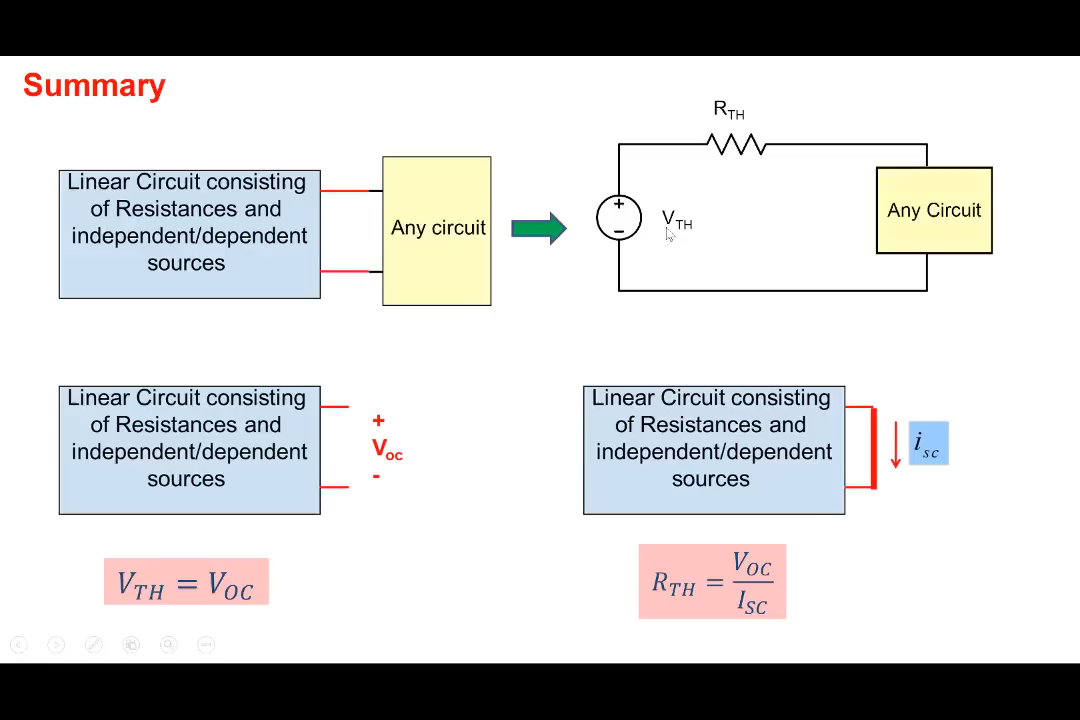 Summary
Linear Circuit consisting
of Resistances and
independent/dependent
sources
Any circuit
R_TH
+
-
V_TH
Any Circuit
Linear Circuit consisting
of Resistances and
independent/dependent
sources
+
V_oc
-
Linear Circuit consisting
of Resistances and
independent/dependent
sources
i_sc
V_TH = V_OC
R_TH = V_OC / I_SC